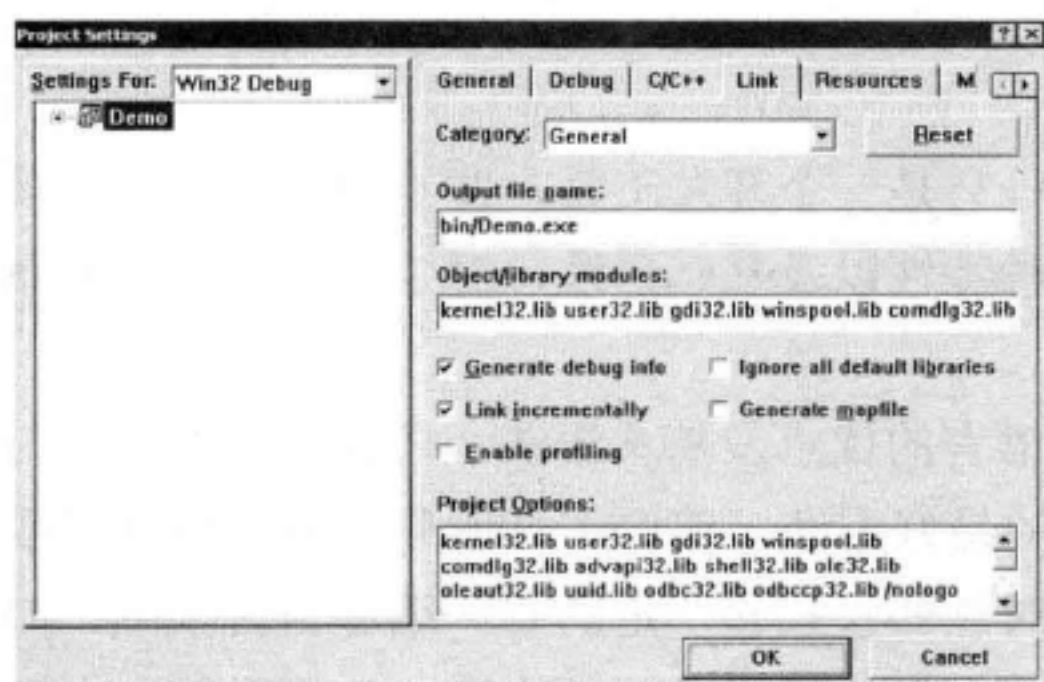 Project Settings
Settings For: Win32 Debug
Demo
General Debug C/C++ Link Resources M
Category: General Reset
Output file name:
bin/Demo.exe
Object/library modules:
kernel32.lib user32.lib gdi32.lib winspool.lib comdlg32.lib
Generate debug info Ignore all default libraries
Link incrementally Generate mapfile
Enable profiling
Project Options:
kernel32.lib user32.lib gdi32.lib winspool.lib
comdlg32.lib advapi32.lib shell32.lib ole32.lib
oleaut32.lib uuid.lib odbc32.lib odbccp32.lib /nologo
OK Cancel